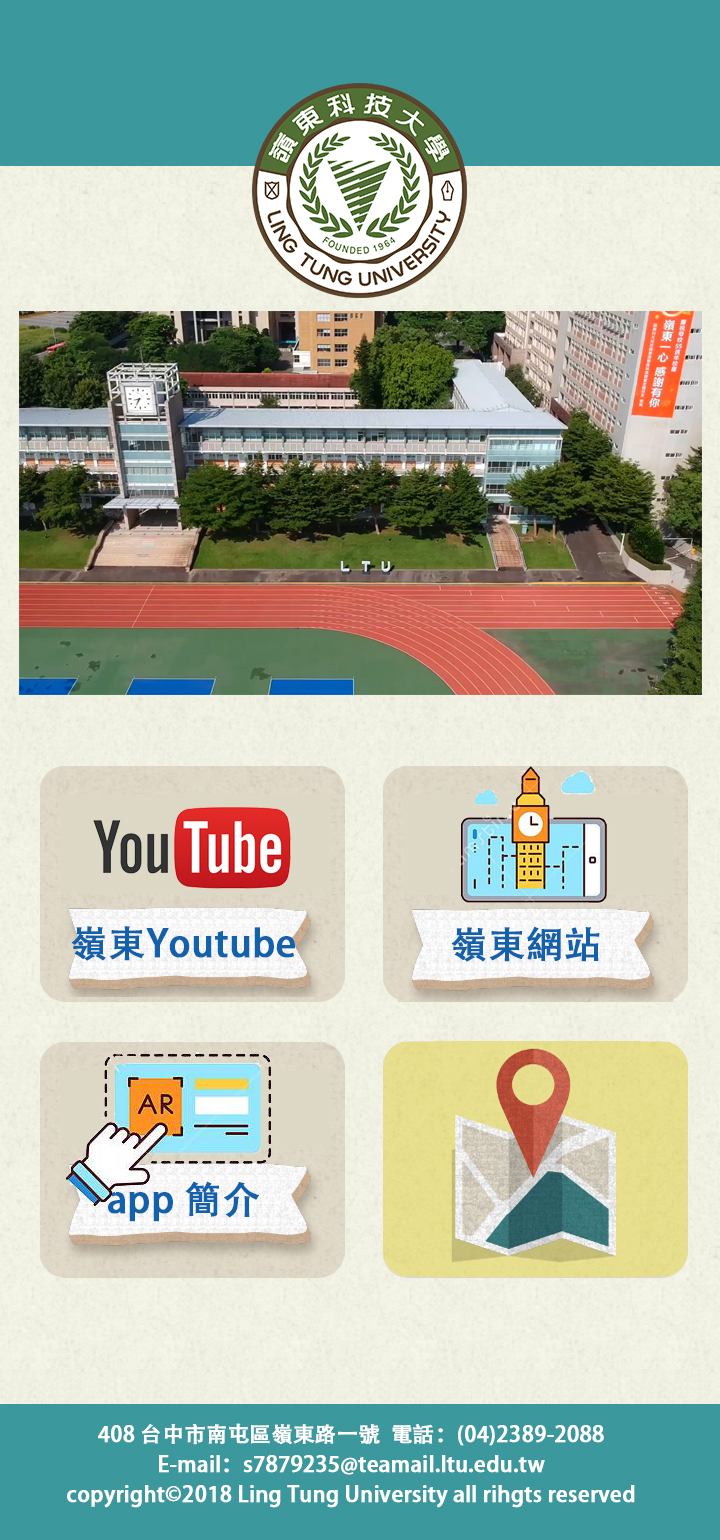 嶺東科技大學
FOUNDED 1964
LING TUNG UNIVERSITY
嶺東一心 感謝有你
LTU
YouTube
嶺東Youtube
嶺東網站
AR
app 簡介
408 台中市南屯區嶺東路一號 電話：(04)2389-2088
E-mail：s7879235@teamail.ltu.edu.tw
copyright©2018 Ling Tung University all rihgts reserved